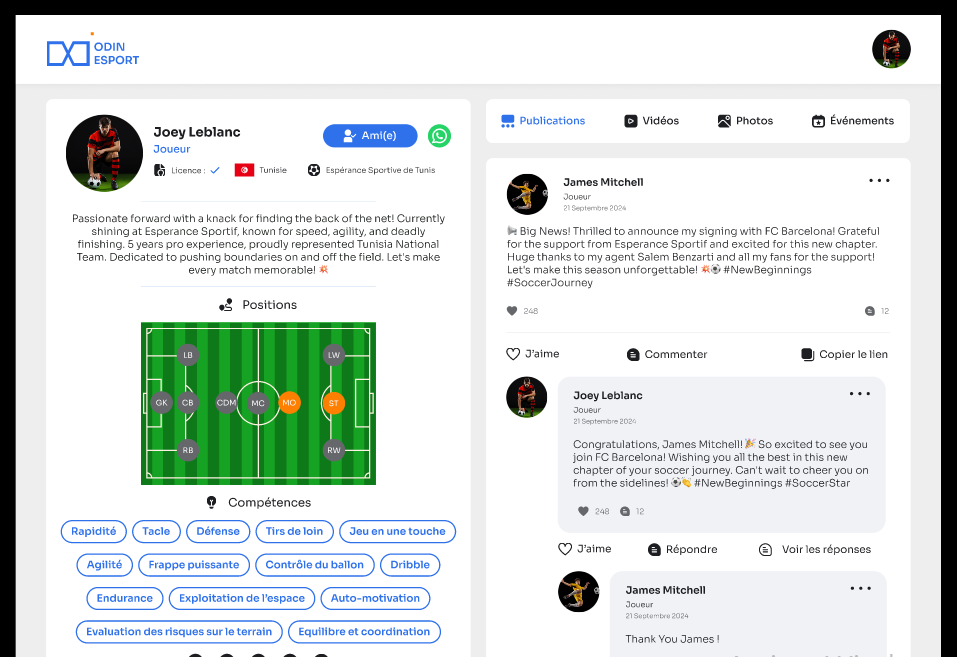 ODIN
ESPORT
Joey Leblanc
Joueur
Ami(e)
Licence :
Tunisie
Espérance Sportive de Tunis
Passionate forward with a knack for finding the back of the net! Currently
shining at Esperance Sportif, known for speed, agility, and deadly
finishing. 5 years pro experience, proudly represented Tunisia National
Team. Dedicated to pushing boundaries on and off the field. Let's make
every match memorable! 💥
Positions
LB
LW
GK
CB
CDM
MC
MO
ST
RB
RW
Compétences
Rapidité
Tacle
Défense
Tirs de loin
Jeu en une touche
Agilité
Frappe puissante
Contrôle du ballon
Dribble
Endurance
Exploitation de l'espace
Auto-motivation
Evaluation des risques sur le terrain
Equilibre et coordination
Publications
Vidéos
Photos
Événements
James Mitchell
Joueur
21 Septembre 2024
📢 Big News! Thrilled to announce my signing with FC Barcelona! Grateful
for the support from Esperance Sportif and excited for this new chapter.
Huge thanks to my agent Salem Benzarti and all my fans for the support!
Let's make this season unforgettable! 💥⚽ #NewBeginnings
#SoccerJourney
248
12
J'aime
Commenter
Copier le lien
Joey Leblanc
Joueur
21 Septembre 2024
Congratulations, James Mitchell! 🎉 So excited to see you
join FC Barcelona! Wishing you all the best in this new
chapter of your soccer journey. Can't wait to cheer you on
from the sidelines! ⚽👏 #NewBeginnings #SoccerStar
248
12
J'aime
Répondre
Voir les réponses
James Mitchell
Joueur
21 Septembre 2024
Thank You James !